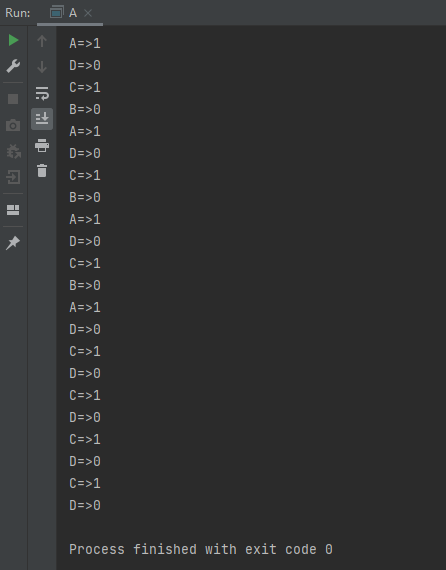 Run: A
A=>1
D=>0
C=>1
B=>0
A=>1
D=>0
C=>1
B=>0
A=>1
D=>0
C=>1
B=>0
A=>1
D=>0
C=>1
D=>0
C=>1
D=>0
C=>1
D=>0
C=>1
D=>0
Process finished with exit code 0